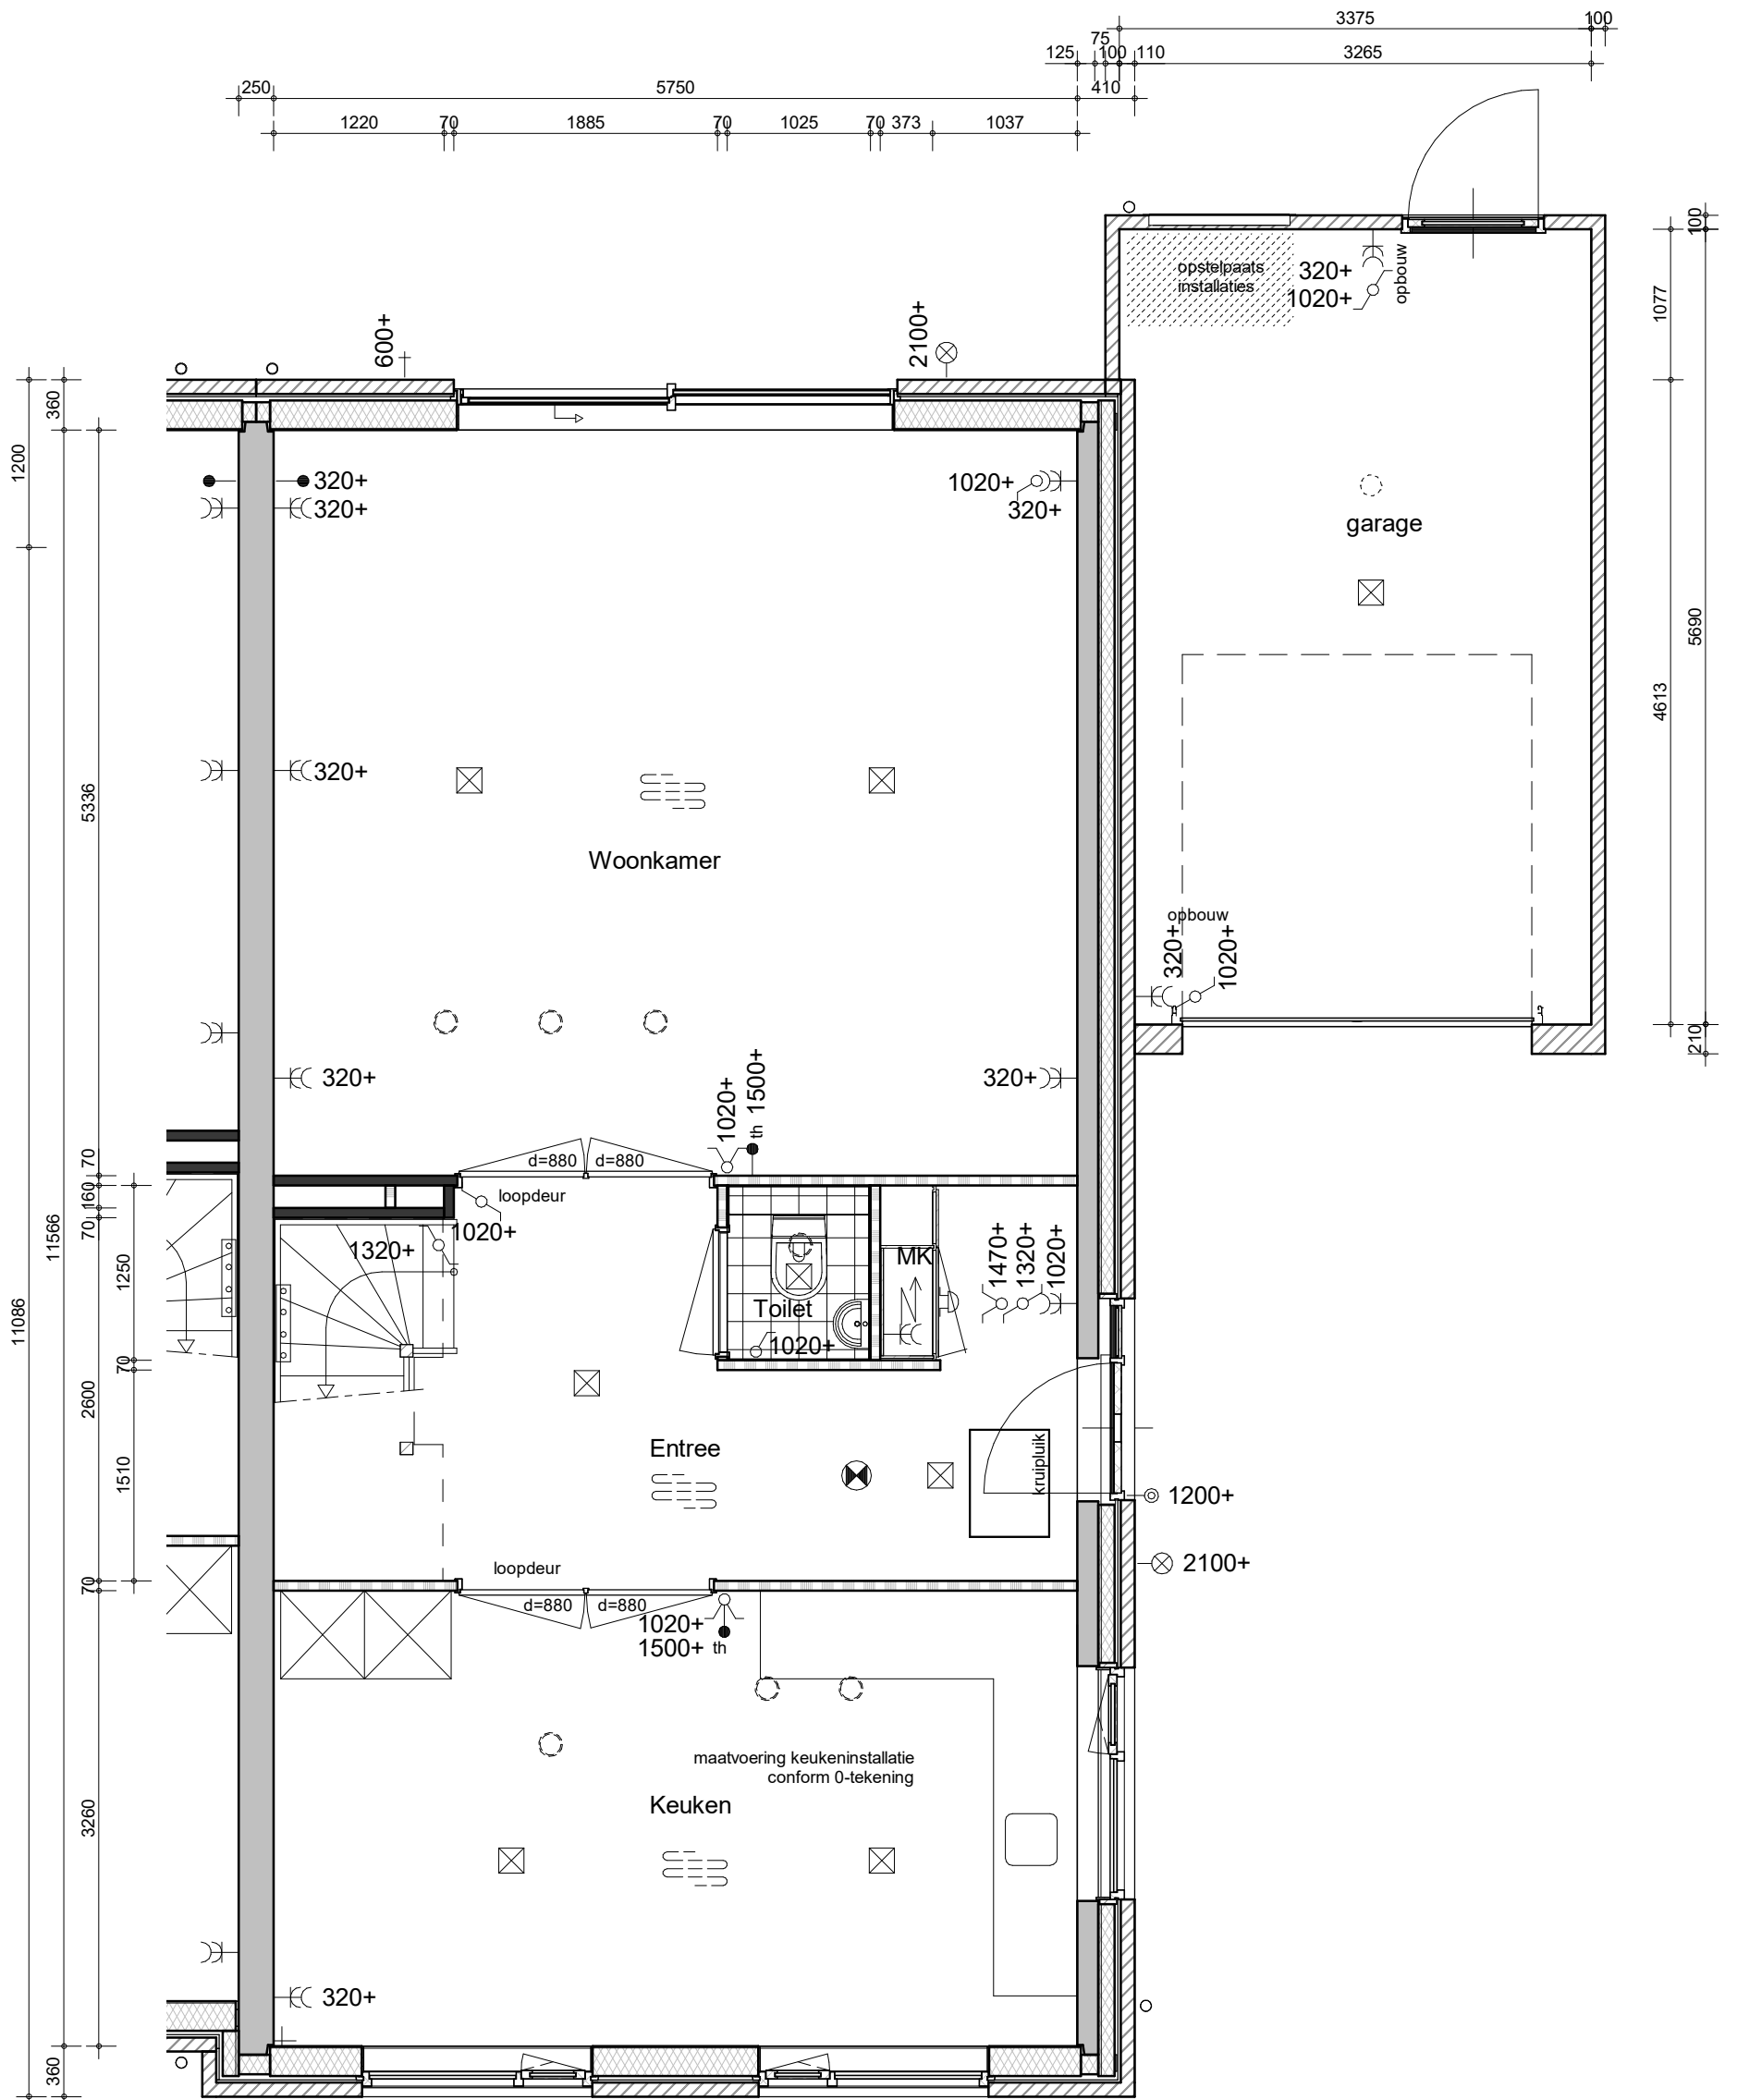 3375
100
75
125
100
110
3265
250
5750
410
1220
70
1885
70
1025
70
373
1037
100
opstelpaats
installaties
320+
1020+
opbouw
1077
600+
2100+
360
1200
320+
320+
1020+
320+
garage
5690
4613
5336
320+
Woonkamer
opbouw
320+
1020+
210
320+
320+
1020+
th 1500+
d=880
d=880
70
160
70
loopdeur
1020+
1320+
MK
1470+
1320+
1020+
11566
1250
11086
Toilet
1020+
70
2600
Entree
kruipluik
1510
1200+
2100+
loopdeur
70
d=880
d=880
1020+
1500+ th
maatvoering keukeninstallatie
conform 0-tekening
Keuken
3260
320+
360